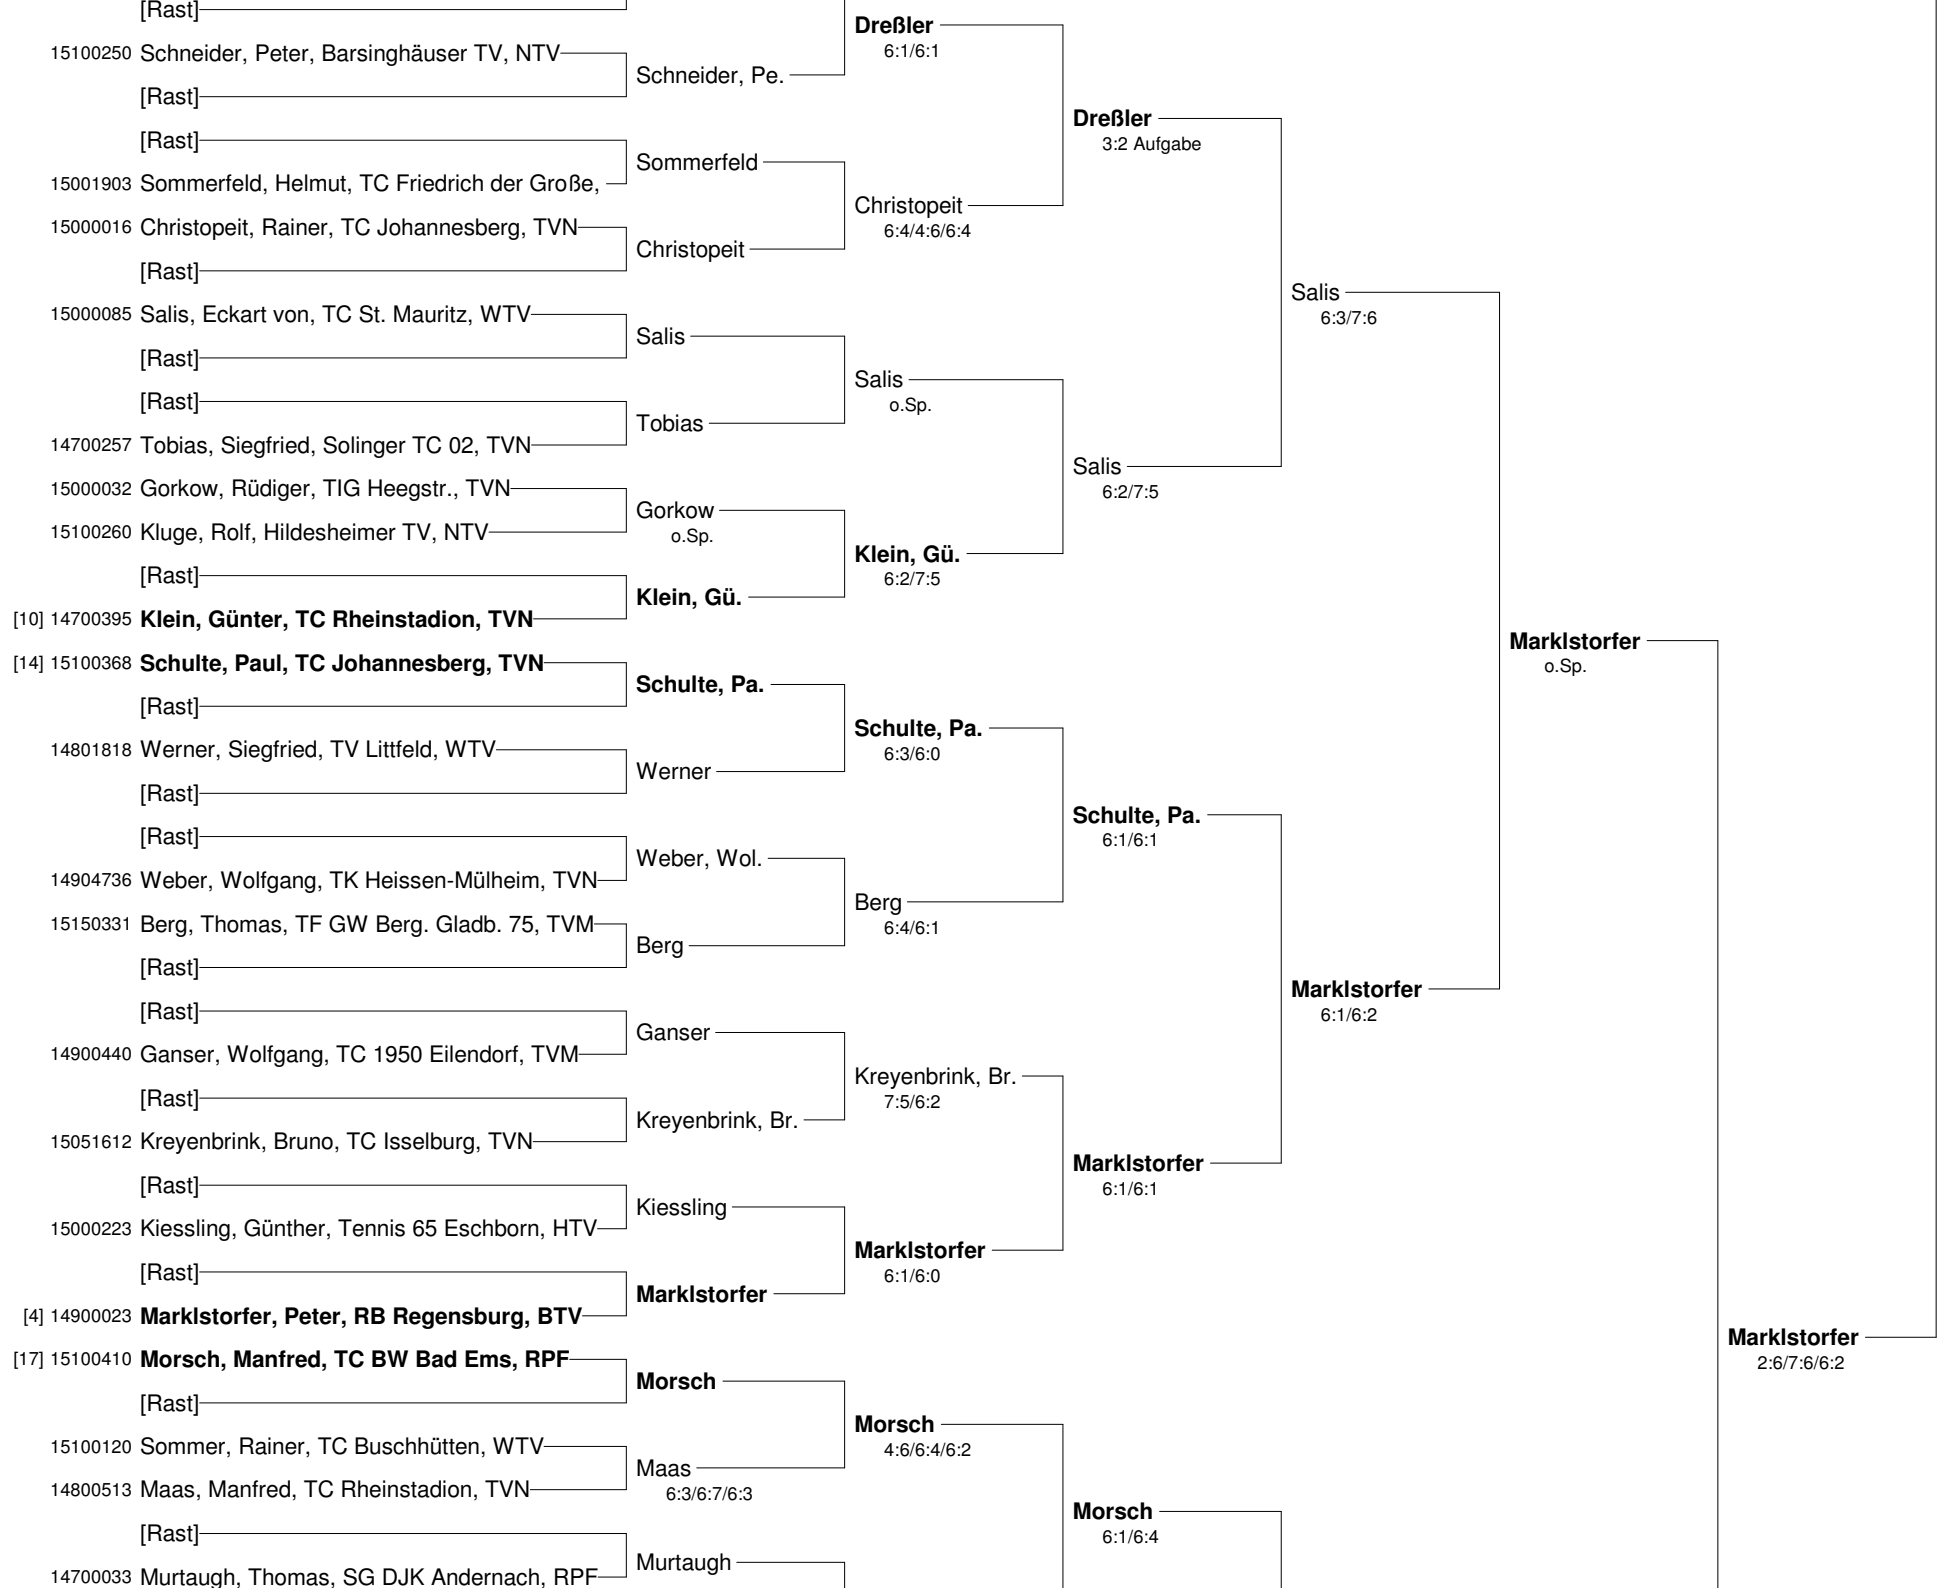 [Rast]
Dreßler
6:1/6:1
15100250 Schneider, Peter, Barsinghäuser TV, NTV
Schneider, Pe.
[Rast]
Dreßler
3:2 Aufgabe
[Rast]
Sommerfeld
15001903 Sommerfeld, Helmut, TC Friedrich der Große,
Christopeit
6:4/4:6/6:4
15000016 Christopeit, Rainer, TC Johannesberg, TVN
Christopeit
[Rast]
Salis
6:3/7:6
15000085 Salis, Eckart von, TC St. Mauritz, WTV
Salis
[Rast]
Salis
o.Sp.
[Rast]
Tobias
14700257 Tobias, Siegfried, Solinger TC 02, TVN
Salis
6:2/7:5
15000032 Gorkow, Rüdiger, TIG Heegstr., TVN
Gorkow
o.Sp.
15100260 Kluge, Rolf, Hildesheimer TV, NTV
Klein, Gü.
6:2/7:5
[Rast]
Klein, Gü.
[10] 14700395 Klein, Günter, TC Rheinstadion, TVN
Marklstorfer
o.Sp.
[14] 15100368 Schulte, Paul, TC Johannesberg, TVN
Schulte, Pa.
[Rast]
Schulte, Pa.
6:3/6:0
14801818 Werner, Siegfried, TV Littfeld, WTV
Werner
[Rast]
Schulte, Pa.
6:1/6:1
[Rast]
Weber, Wol.
14904736 Weber, Wolfgang, TK Heissen-Mülheim, TVN
Berg
6:4/6:1
15150331 Berg, Thomas, TF GW Berg. Gladb. 75, TVM
Berg
[Rast]
Marklstorfer
6:1/6:2
[Rast]
Ganser
14900440 Ganser, Wolfgang, TC 1950 Eilendorf, TVM
Kreyenbrink, Br.
7:5/6:2
[Rast]
Kreyenbrink, Br.
15051612 Kreyenbrink, Bruno, TC Isselburg, TVN
Marklstorfer
6:1/6:1
[Rast]
Kiessling
15000223 Kiessling, Günther, Tennis 65 Eschborn, HTV
Marklstorfer
6:1/6:0
[Rast]
Marklstorfer
[4] 14900023 Marklstorfer, Peter, RB Regensburg, BTV
Marklstorfer
2:6/7:6/6:2
[17] 15100410 Morsch, Manfred, TC BW Bad Ems, RPF
Morsch
[Rast]
Morsch
4:6/6:4/6:2
15100120 Sommer, Rainer, TC Buschhütten, WTV
Maas
6:3/6:7/6:3
14800513 Maas, Manfred, TC Rheinstadion, TVN
Morsch
6:1/6:4
[Rast]
Murtaugh
14700033 Murtaugh, Thomas, SG DJK Andernach, RPF